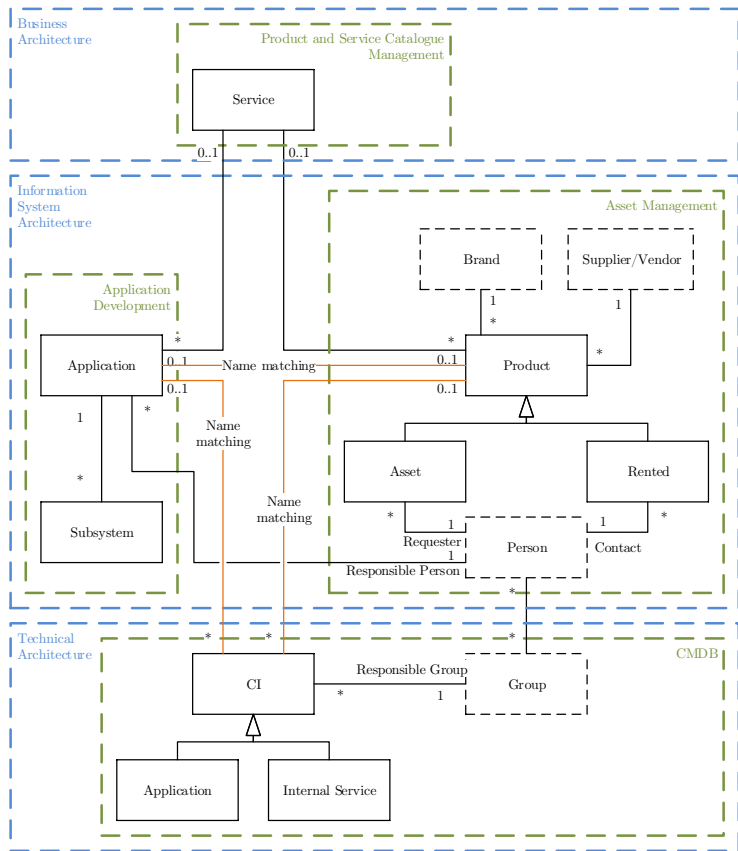 Business
Architecture
Product and Service Catalogue
Management
Service
0..1
0..1
Information
System
Architecture
Asset Management
Brand
Supplier/Vendor
Application
Development
1
1
*
*
*
*
Application
0..1
Name matching
0..1
Product
0..1
0..1
1
*
Name
matching
Asset
Rented
*
Name
matching
*
*
Subsystem
1
1
Requester
Person
Contact
1
Responsible Person
*
*
*
*
Technical
Architecture
CMDB
CI
Responsible Group
Group
*
1
Application
Internal Service